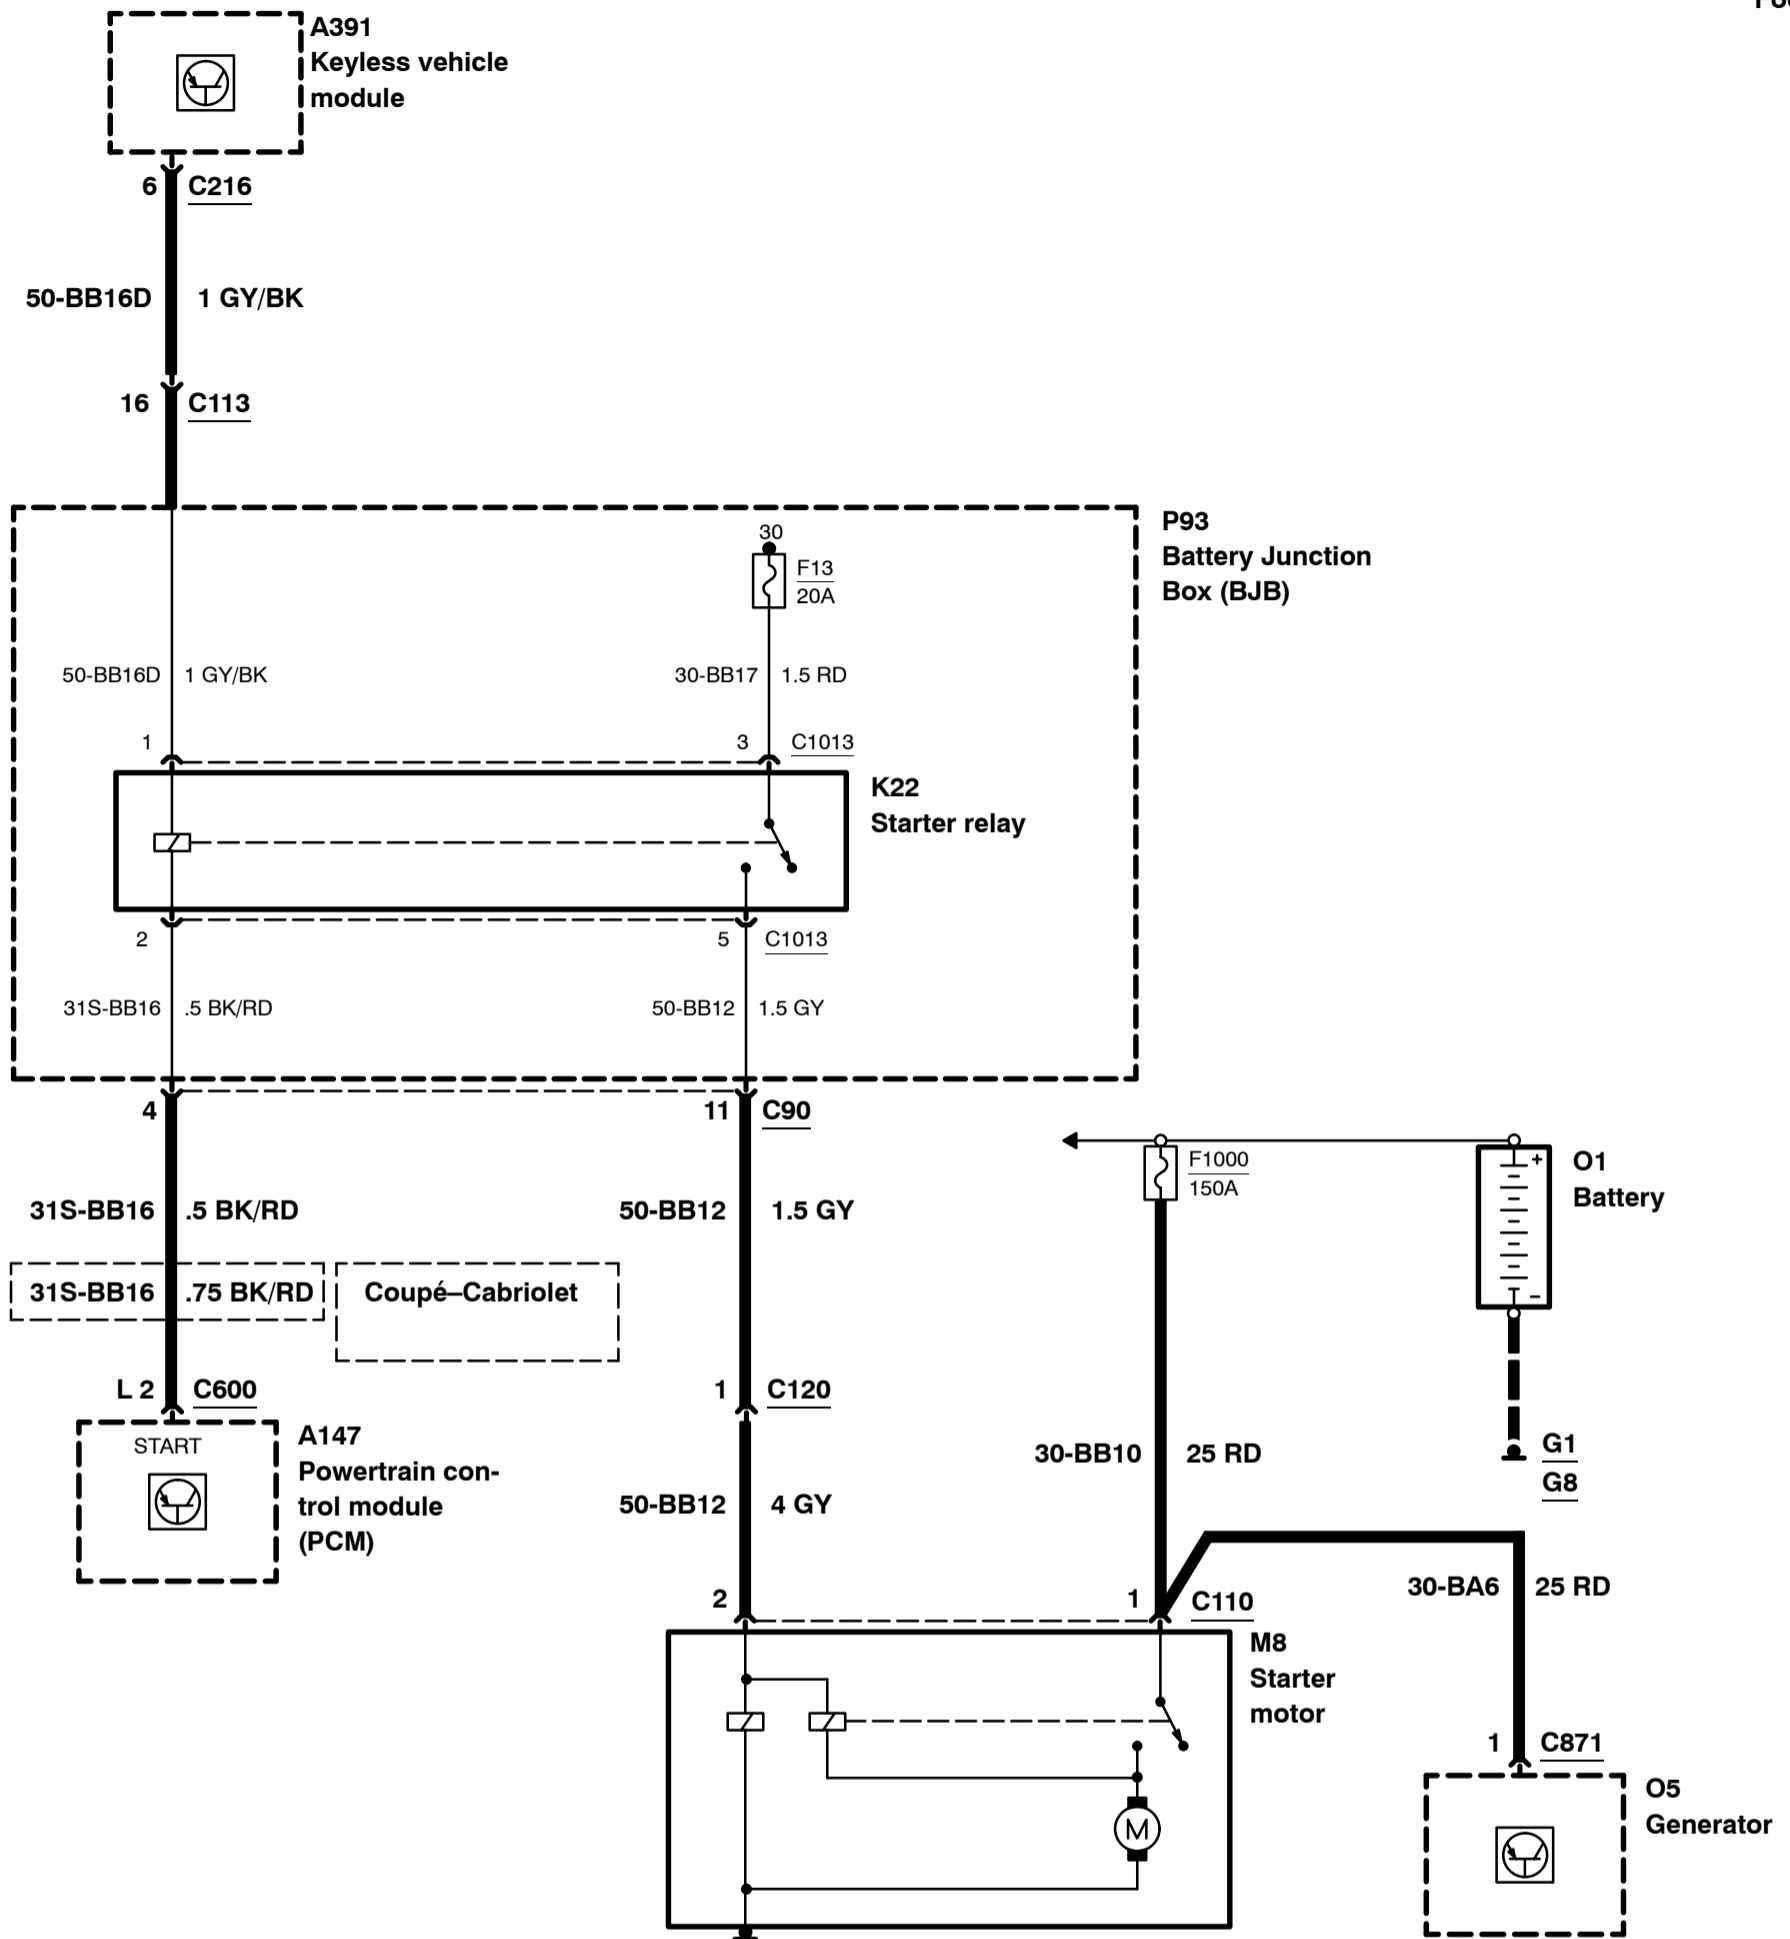 A391
Keyless vehicle
module
6 C216
50-BB16D 1 GY/BK
16 C113
P93
Battery Junction
Box (BJB)
30
F13
20A
50-BB16D 1 GY/BK
30-BB17 1.5 RD
1
3 C1013
K22
Starter relay
2
5 C1013
31S-BB16 .5 BK/RD
50-BB12 1.5 GY
4
11 C90
F1000
150A
+
−
O1
Battery
31S-BB16 .5 BK/RD
50-BB12 1.5 GY
31S-BB16 .75 BK/RD
Coupé–Cabriolet
L 2 C600
1 C120
START
A147
Powertrain con-
trol module
(PCM)
30-BB10 25 RD
G1
G8
50-BB12 4 GY
30-BA6 25 RD
2
1 C110
M8
Starter
motor
M
1 C871
O5
Generator